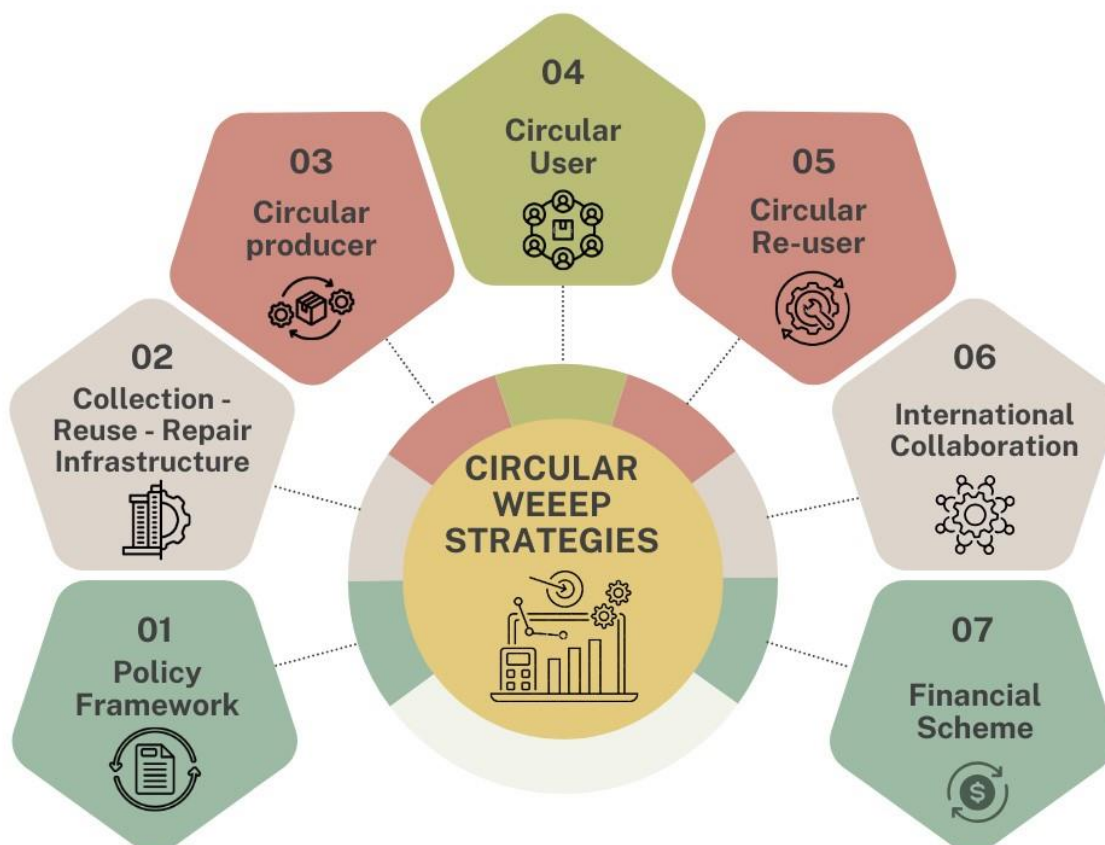 04
Circular
User
03
Circular
producer
05
Circular
Re-user
02
Collection -
Reuse - Repair
Infrastructure
06
International
Collaboration
CIRCULAR
WEEEP
STRATEGIES
01
Policy
Framework
07
Financial
Scheme
$